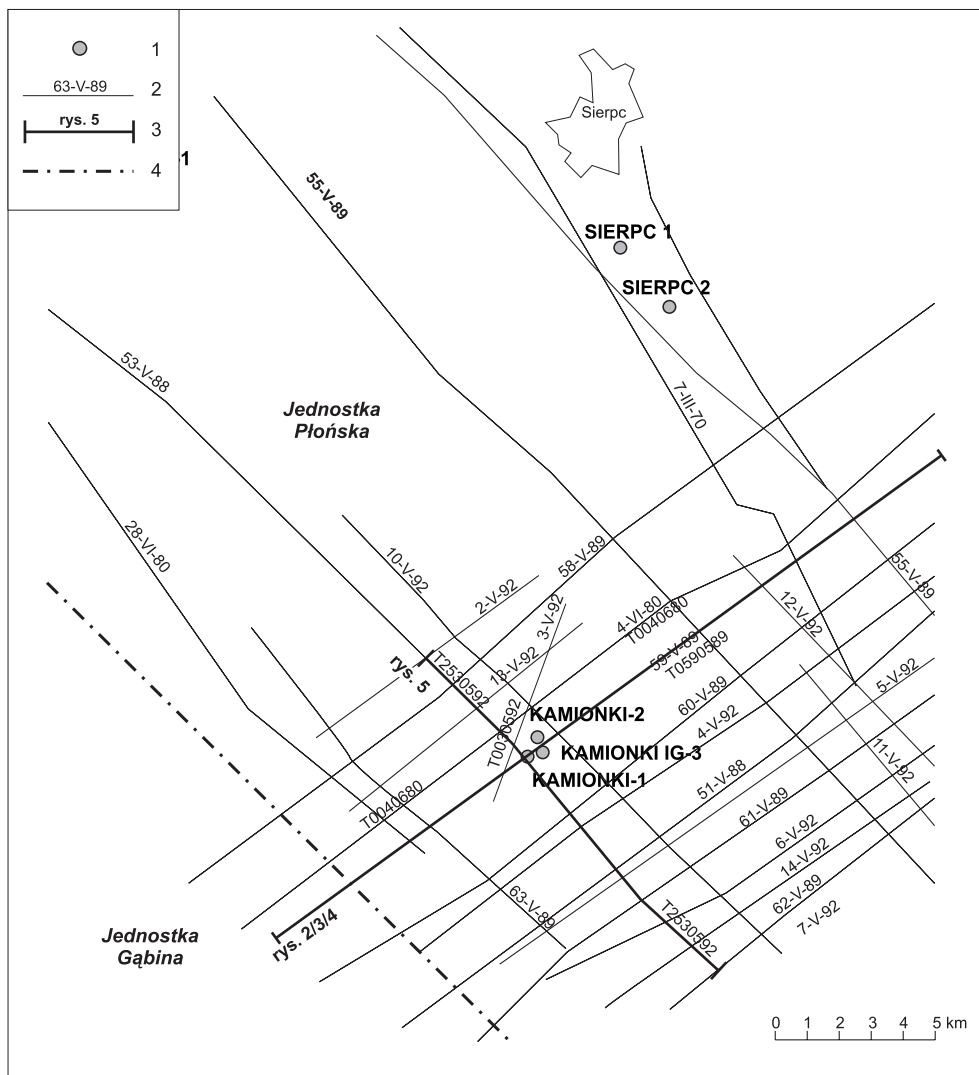 1
63-V-89
2
rys. 5
3
4
1
Sierpc
55-V-89
SIERPC 1
SIERPC 2
53-V-88
7-III-70
Jednostka
Płońska
28-VI-80
10-V-92
2-V-92
58-V-89
3-V-92
4-VI-80
T0040680
12-V-92
55-V-89
rys. 5
T2530592
13-V-92
59-V-89
T0590589
5-V-92
60-V-89
4-V-92
T0030592
KAMIONKI-2
KAMIONKI IG-3
KAMIONKI-1
11-V-92
51-V-88
T0040680
61-V-89
6-V-92
14-V-92
62-V-89
7-V-92
63-V-89
T2530592
rys. 2/3/4
Jednostka
Gąbina
0 1 2 3 4 5 km